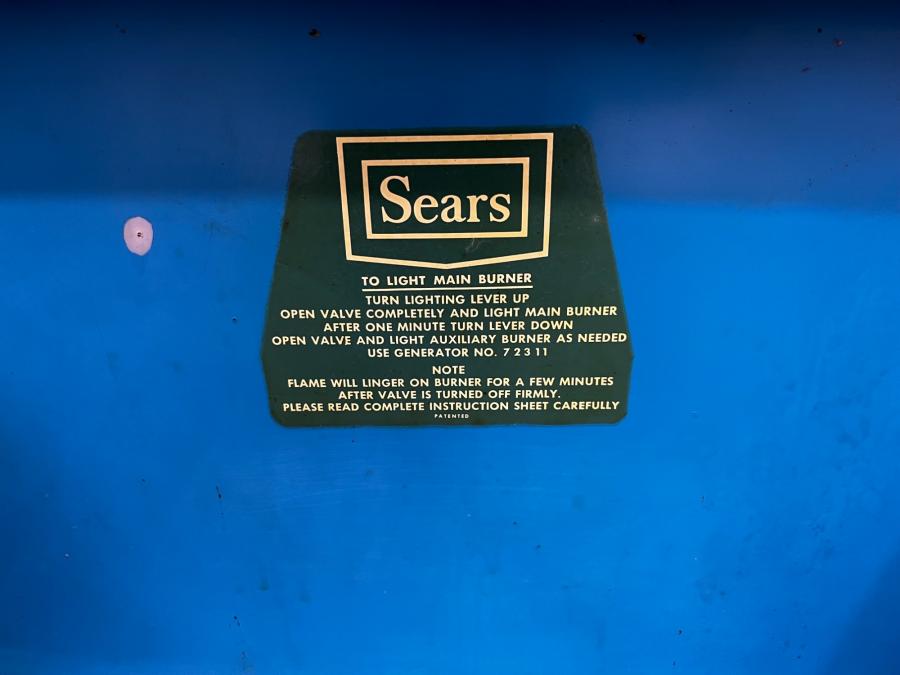 Sears
TO LIGHT MAIN BURNER
TURN LIGHTING LEVER UP
OPEN VALVE COMPLETELY AND LIGHT MAIN BURNER
AFTER ONE MINUTE TURN LEVER DOWN
OPEN VALVE AND LIGHT AUXILIARY BURNER AS NEEDED
USE GENERATOR NO. 72311
NOTE
FLAME WILL LINGER ON BURNER FOR A FEW MINUTES
AFTER VALVE IS TURNED OFF FIRMLY.
PLEASE READ COMPLETE INSTRUCTION SHEET CAREFULLY
PATENTED